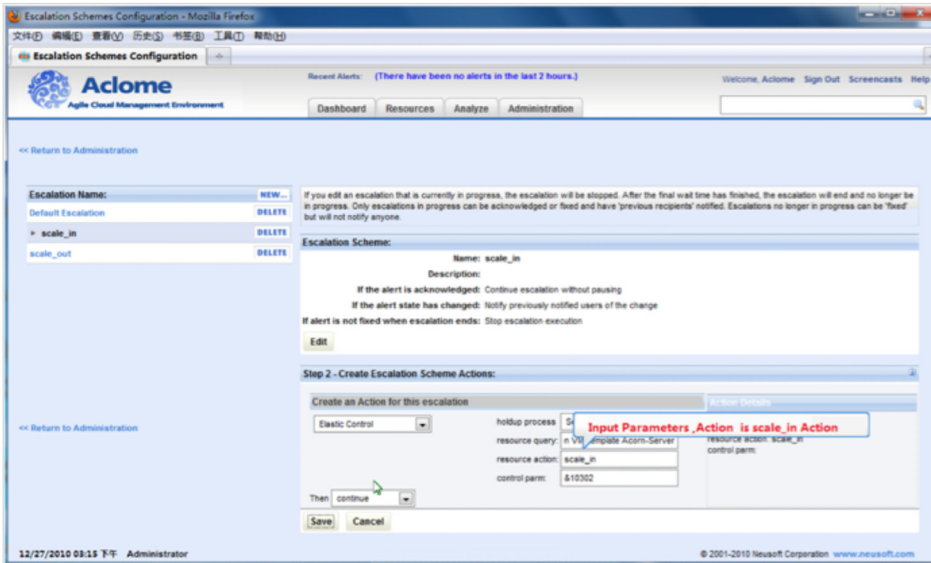 Escalation Schemes Configuration - Mozilla Firefox
文件(F) 编辑(E) 查看(V) 历史(S) 书签(B) 工具(T) 帮助(H)
Escalation Schemes Configuration
Aclome
Agile Cloud Management Environment
Recent Alerts: (There have been no alerts in the last 2 hours.)
Welcome, Aclome Sign Out Screencasts Help
Dashboard Resources Analyze Administration
<< Return to Administration
Escalation Name: NEW...
Default Escalation DELETE
scale_in DELETE
scale_out DELETE
If you edit an escalation that is currently in progress, the escalation will be stopped. After the final wait time has finished, the escalation will end and no longer be
in progress. Only escalations in progress can be acknowledged or fixed and have 'previous recipients' notified. Escalations no longer in progress can be 'fixed'
but will not notify anyone.
Escalation Scheme:
Name: scale_in
Description:
If the alert is acknowledged: Continue escalation without pausing
If the alert state has changed: Notify previously notified users of the change
If alert is not fixed when escalation ends: Stop escalation execution
Edit
Step 2 - Create Escalation Scheme Actions:
Create an Action for this escalation
Action Details
<< Return to Administration
Elastic Control
holdup process
Input Parameters ,Action is scale_in Action
resource query: Template Acorn-Server
resource action: scale_in
resource action: scale_in
control parm:
control parm: &10302
Then continue
Save Cancel
12/27/2010 03:15 下午 Administrator
© 2001-2010 Neusoft Corporation www.neusoft.com